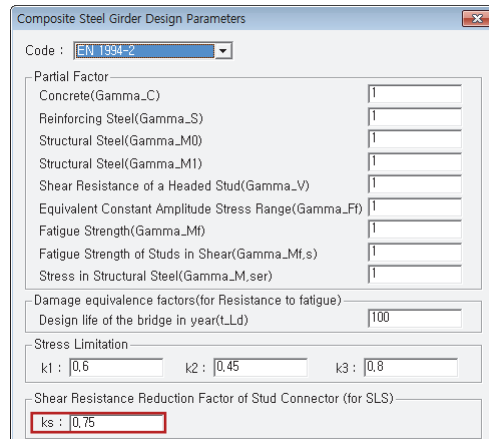 Composite Steel Girder Design Parameters
Code : EN 1994-2
Partial Factor
Concrete(Gamma_C) 1
Reinforcing Steel(Gamma_S) 1
Structural Steel(Gamma_M0) 1
Structural Steel(Gamma_M1) 1
Shear Resistance of a Headed Stud(Gamma_V) 1
Equivalent Constant Amplitude Stress Range(Gamma_Ff) 1
Fatigue Strength(Gamma_Mf) 1
Fatigue Strength of Studs in Shear(Gamma_Mf,s) 1
Stress in Structural Steel(Gamma_M,ser) 1
Damage equivalence factors(for Resistance to fatigue)
Design life of the bridge in year(t_Ld) 100
Stress Limitation
k1 : 0,6 k2 : 0,45 k3 : 0,8
Shear Resistance Reduction Factor of Stud Connector (for SLS)
ks : 0,75